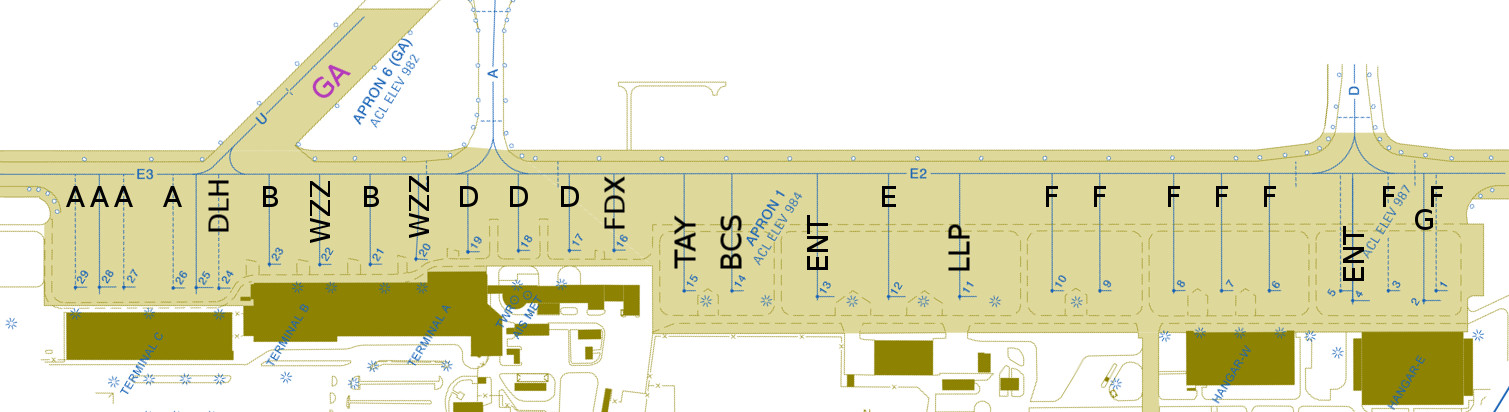 GA
APRON 6 (GA)
ACL ELEV 982
U
A
D
E3
E2
A A A A DLH B WZZ B WZZ D D D FDX TAY BCS ENT E LLP F F F F F ENT F G F
APRON 1
ACL ELEV 984
ACL ELEV 987
29 28 27 26 25 24 23 22 21 20 19 18 17 16 15 14 13 12 11 10 9 18 17 16 5 4 3 2 1
TERMINAL C
TERMINAL B
TERMINAL A
TWR
MET
HANGAR-W
HANGAR-E